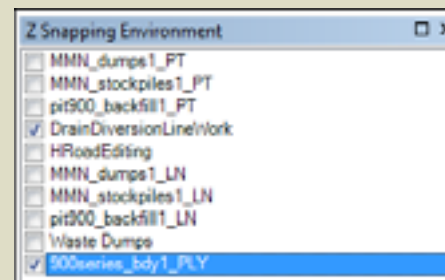 Z Snapping Environment
MMN_dumps1_PT
MMN_stockpiles1_PT
pit900_backfill1_PT
DrainDiversionLineWork
HRoadEditing
MMN_dumps1_LN
MMN_stockpiles1_LN
pit900_backfill1_LN
Waste Dumps
900series_bdy1_PLY